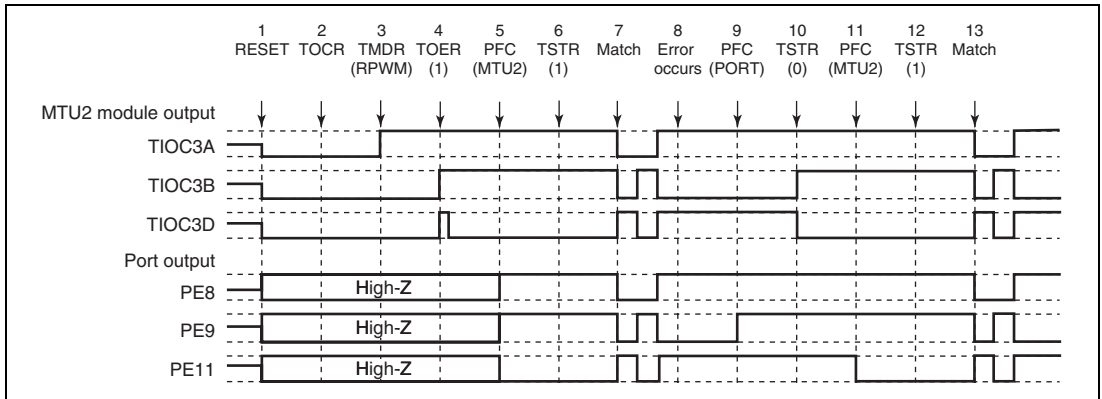 1 2 3 4 5 6 7 8 9 10 11 12 13
RESET TOCR TMDR TOER PFC TSTR Match Error PFC TSTR PFC TSTR Match
(RPWM) (1) (MTU2) (1) occurs (PORT) (0) (MTU2) (1)
MTU2 module output
TIOC3A
TIOC3B
TIOC3D
Port output
PE8 High-Z
PE9 High-Z
PE11 High-Z